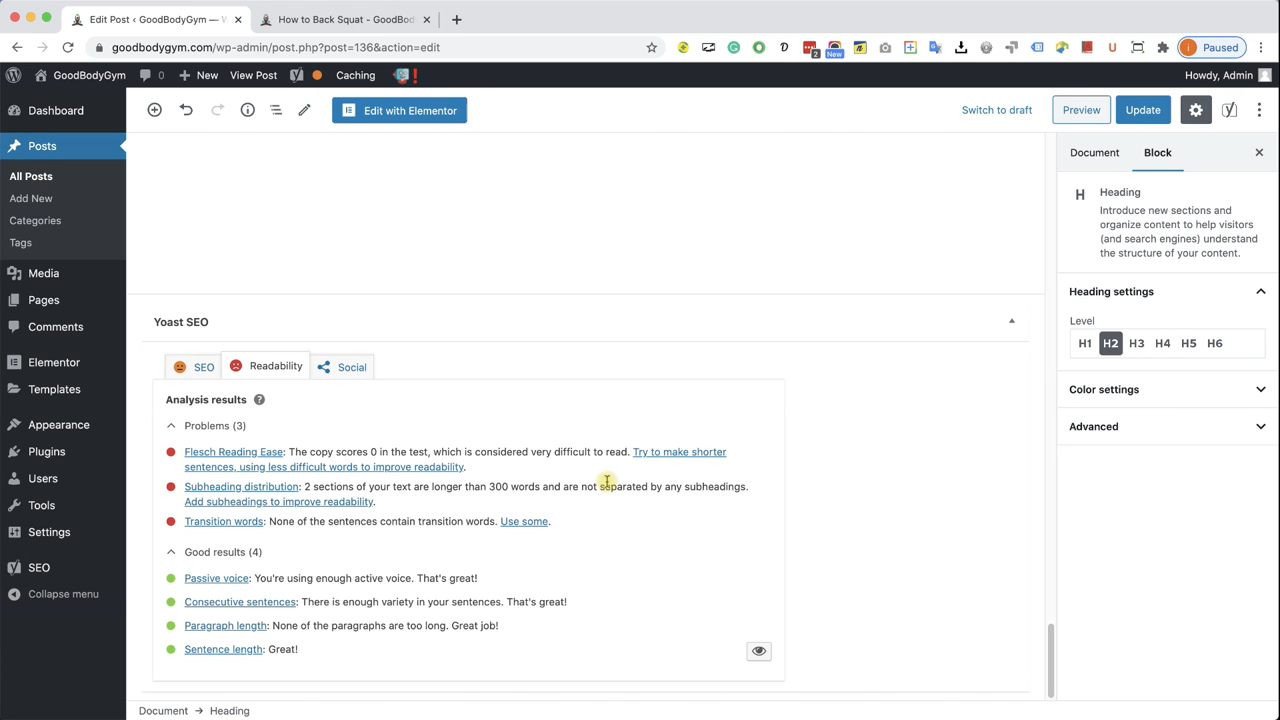 Edit Post ‹ GoodBodyGym — W
How to Back Squat - GoodBod
goodbodygym.com/wp-admin/post.php?post=136&action=edit
2
New
Paused
GoodBodyGym
0
New
View Post
Caching
Howdy, Admin
Dashboard
Posts
All Posts
Add New
Categories
Tags
Media
Pages
Comments
Elementor
Templates
Appearance
Plugins
Users
Tools
Settings
SEO
Collapse menu
Edit with Elementor
Switch to draft
Preview
Update
Yoast SEO
SEO
Readability
Social
Analysis results
Problems (3)
Flesch Reading Ease: The copy scores 0 in the test, which is considered very difficult to read. Try to make shorter
sentences, using less difficult words to improve readability.
Subheading distribution: 2 sections of your text are longer than 300 words and are not separated by any subheadings.
Add subheadings to improve readability.
Transition words: None of the sentences contain transition words. Use some.
Good results (4)
Passive voice: You're using enough active voice. That's great!
Consecutive sentences: There is enough variety in your sentences. That's great!
Paragraph length: None of the paragraphs are too long. Great job!
Sentence length: Great!
Document → Heading
Document
Block
Heading
Introduce new sections and
organize content to help visitors
(and search engines) understand
the structure of your content.
Heading settings
Level
H1 H2 H3 H4 H5 H6
Color settings
Advanced